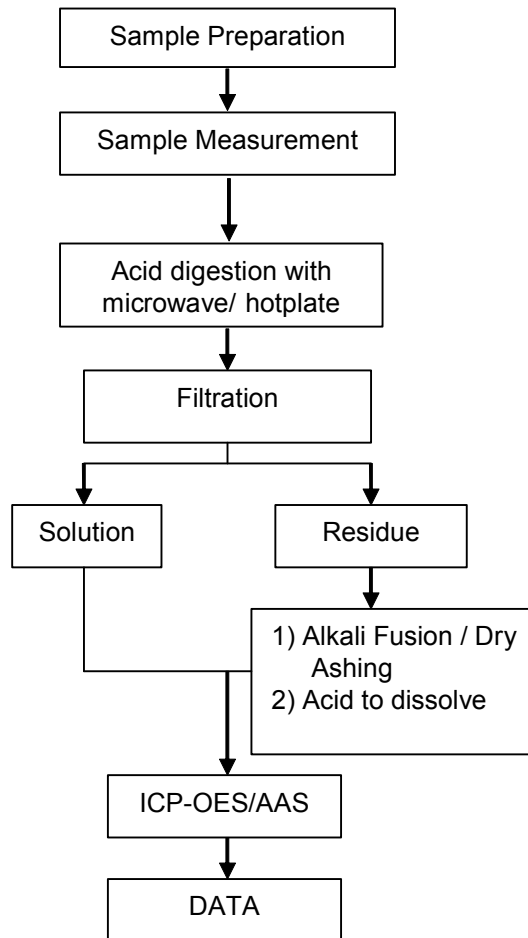 Sample Preparation
Sample Measurement
Acid digestion with
microwave/ hotplate
Filtration
Solution
Residue
1) Alkali Fusion / Dry
Ashing
2) Acid to dissolve
ICP-OES/AAS
DATA